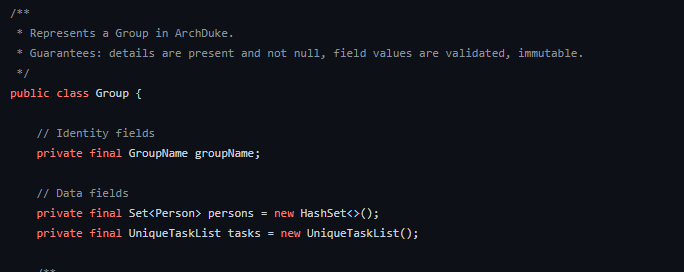 /**
 * Represents a Group in ArchDuke.
 * Guarantees: details are present and not null, field values are validated, immutable.
 */
public class Group {
// Identity fields
private final GroupName groupName;
// Data fields
private final Set<Person> persons = new HashSet<>();
private final UniqueTaskList tasks = new UniqueTaskList();
/**